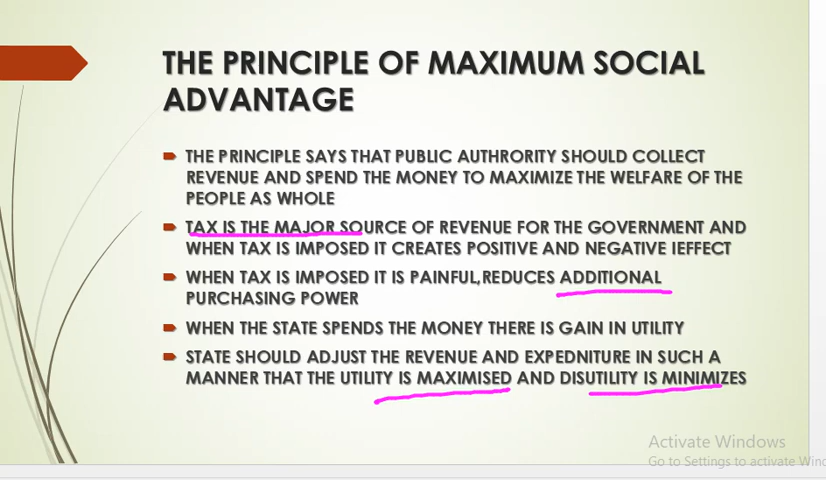 THE PRINCIPLE OF MAXIMUM SOCIAL
ADVANTAGE
THE PRINCIPLE SAYS THAT PUBLIC AUTHRORITY SHOULD COLLECT
REVENUE AND SPEND THE MONEY TO MAXIMIZE THE WELFARE OF THE
PEOPLE AS WHOLE
TAX IS THE MAJOR SOURCE OF REVENUE FOR THE GOVERNMENT AND
WHEN TAX IS IMPOSED IT CREATES POSITIVE AND NEGATIVE IEFFECT
WHEN TAX IS IMPOSED IT IS PAINFUL,REDUCES ADDITIONAL
PURCHASING POWER
WHEN THE STATE SPENDS THE MONEY THERE IS GAIN IN UTILITY
STATE SHOULD ADJUST THE REVENUE AND EXPEDNITURE IN SUCH A
MANNER THAT THE UTILITY IS MAXIMISED AND DISUTILITY IS MINIMIZES
Activate Windows
Go to Settings to activate Wind